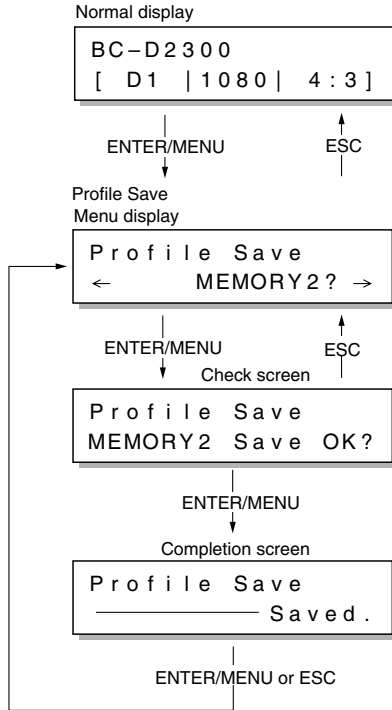 Normal display
BC–D2300
[ D1 |1080| 4:3]
ENTER/MENU ESC
Profile Save
Menu display
Profile Save
← MEMORY2? →
ENTER/MENU ESC
Check screen
Profile Save
MEMORY2 Save OK?
ENTER/MENU
Completion screen
Profile Save
Saved.
ENTER/MENU or ESC